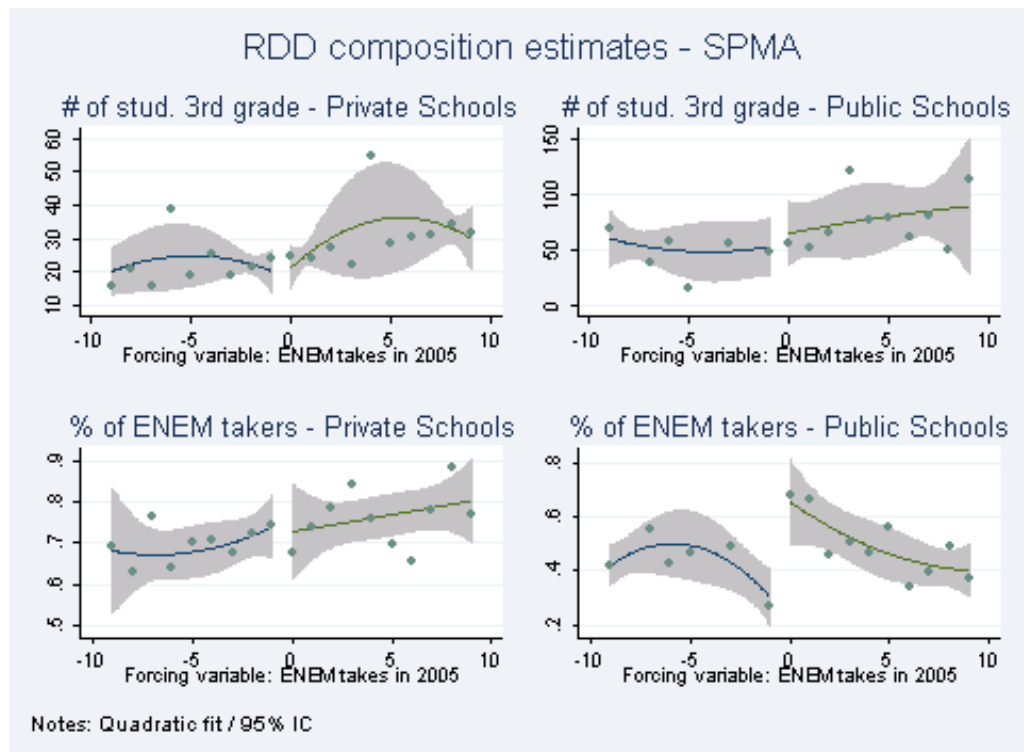 RDD composition estimates - SPMA
# of stud. 3rd grade - Private Schools
60
50
40
30
20
10
-10 -5 0 5 10
Forcing variable: ENEM takes in 2005
# of stud. 3rd grade - Public Schools
150
100
50
0
-10 -5 0 5 10
Forcing variable: ENEM takes in 2005
% of ENEM takers - Private Schools
.9
.8
.7
.6
.5
-10 -5 0 5 10
Forcing variable: ENEM takes in 2005
% of ENEM takers - Public Schools
.8
.6
.4
.2
-10 -5 0 5 10
Forcing variable: ENEM takes in 2005
Notes: Quadratic fit / 95% IC